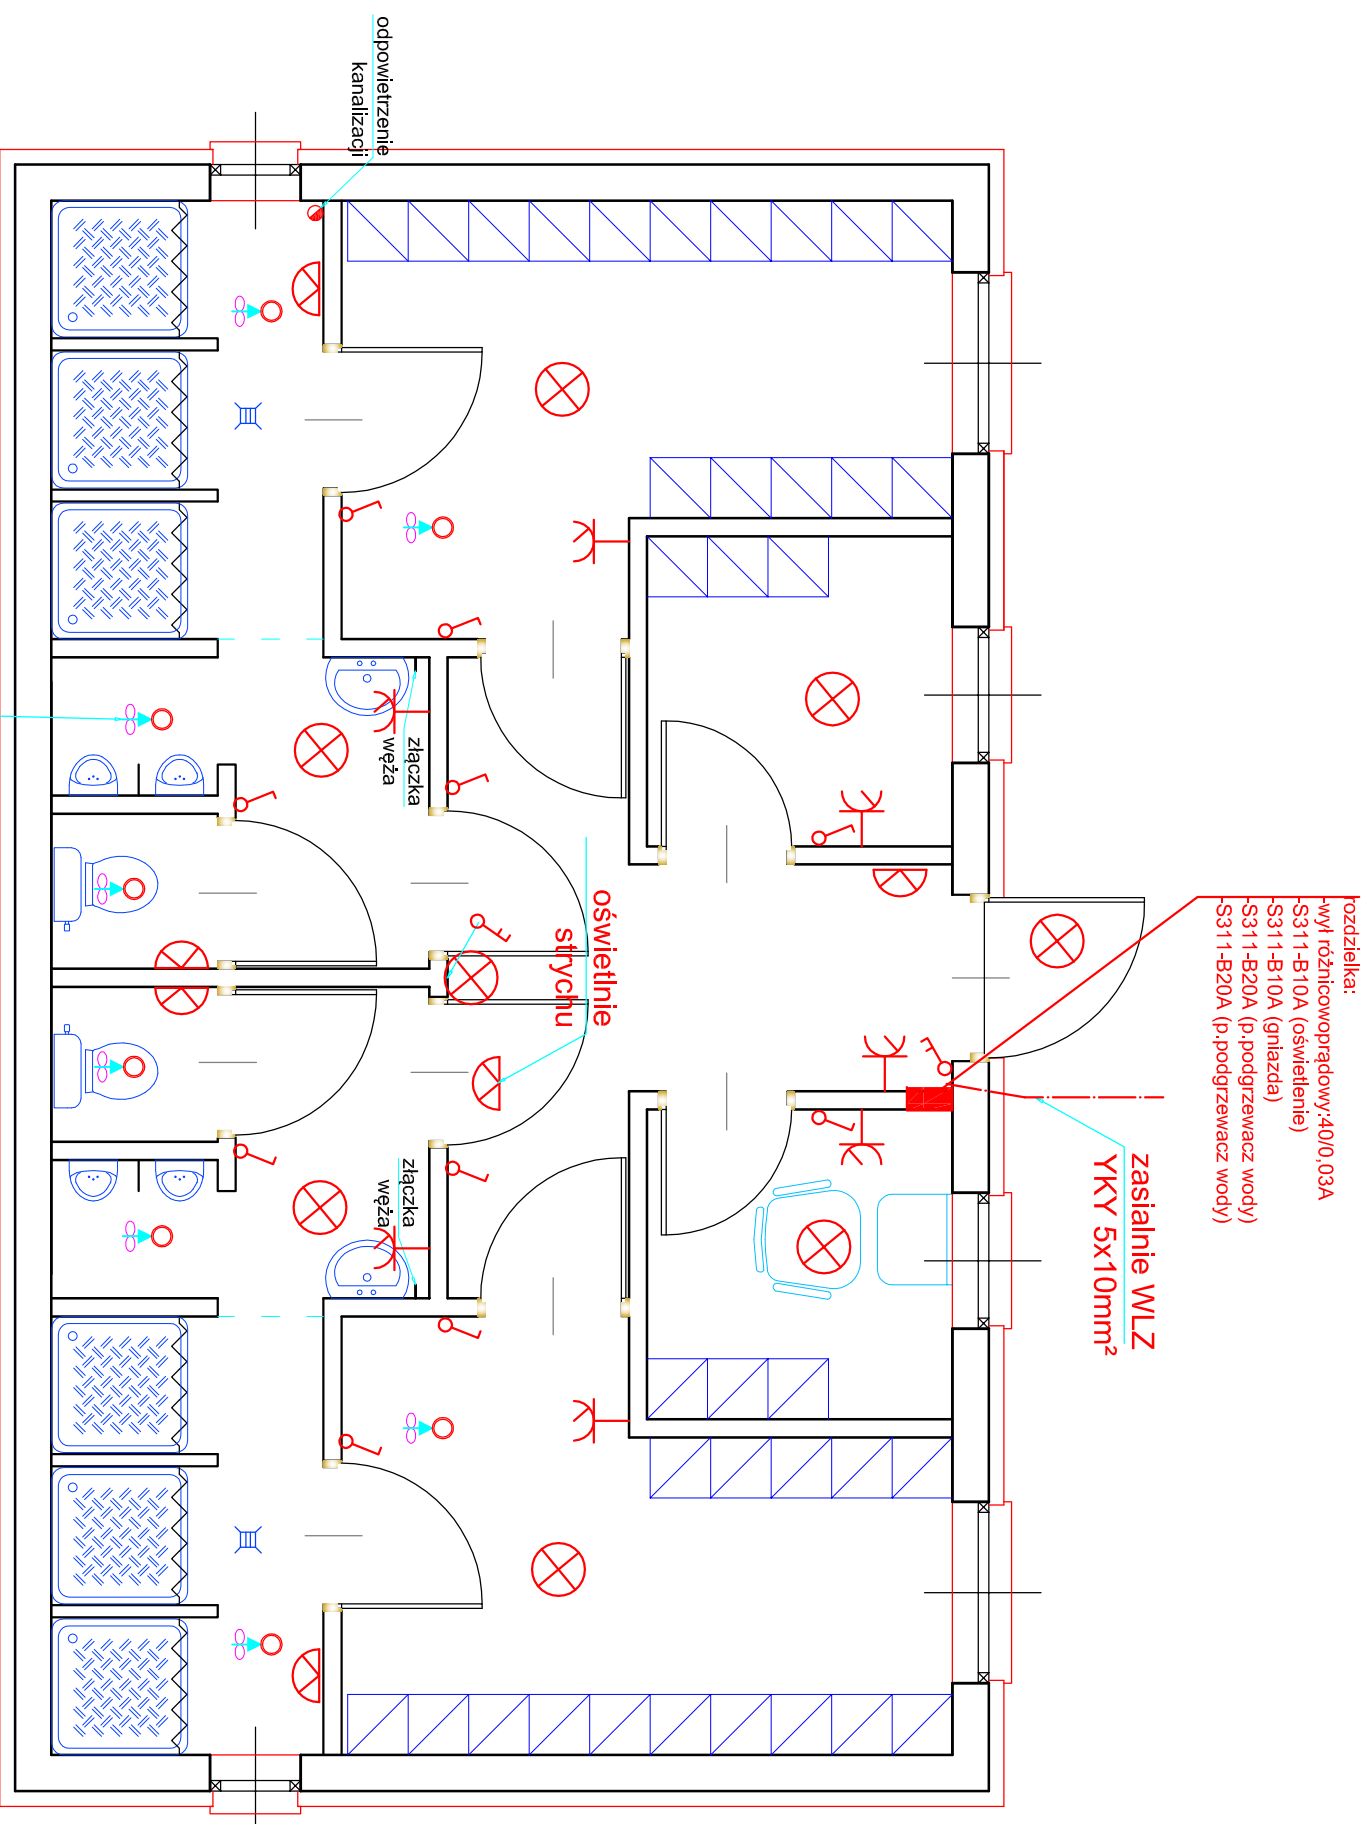 rozdzielka:
-wył różnicowoprądowy:40/0,03A
-S311-B10A (oświetlenie)
-S311-B10A (gniazda)
-S311-B20A (p.podgrzewacz wody)
-S311-B20A (p.podgrzewacz wody)
zasialnie WLZ
YKY 5x10mm²
oświetlnie
strychu
odpowietrzenie
kanalizacji
złączka
węża
złączka
węża